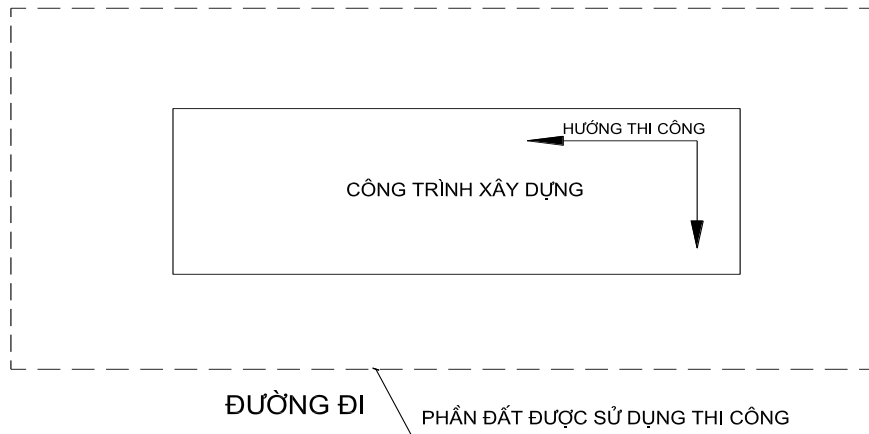 HƯỚNG THI CÔNG
CÔNG TRÌNH XÂY DỰNG
ĐƯỜNG ĐI
PHẦN ĐẤT ĐƯỢC SỬ DỤNG THI CÔNG